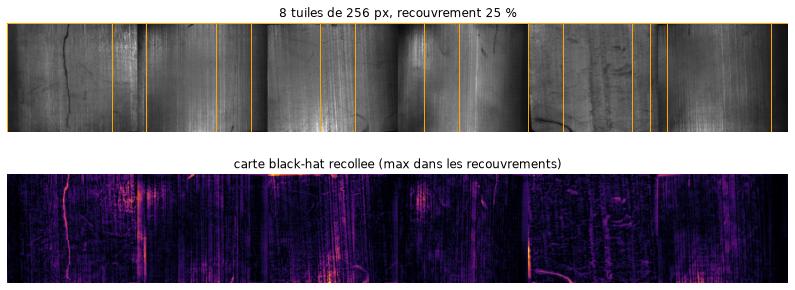 8 tuiles de 256 px, recouvrement 25 %
carte black-hat recollee (max dans les recouvrements)